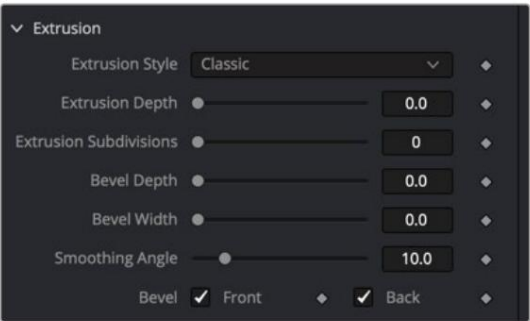 Extrusion
Extrusion Style Classic
Extrusion Depth 0.0
Extrusion Subdivisions 0
Bevel Depth 0.0
Bevel Width 0.0
Smoothing Angle 10.0
Bevel Front Back